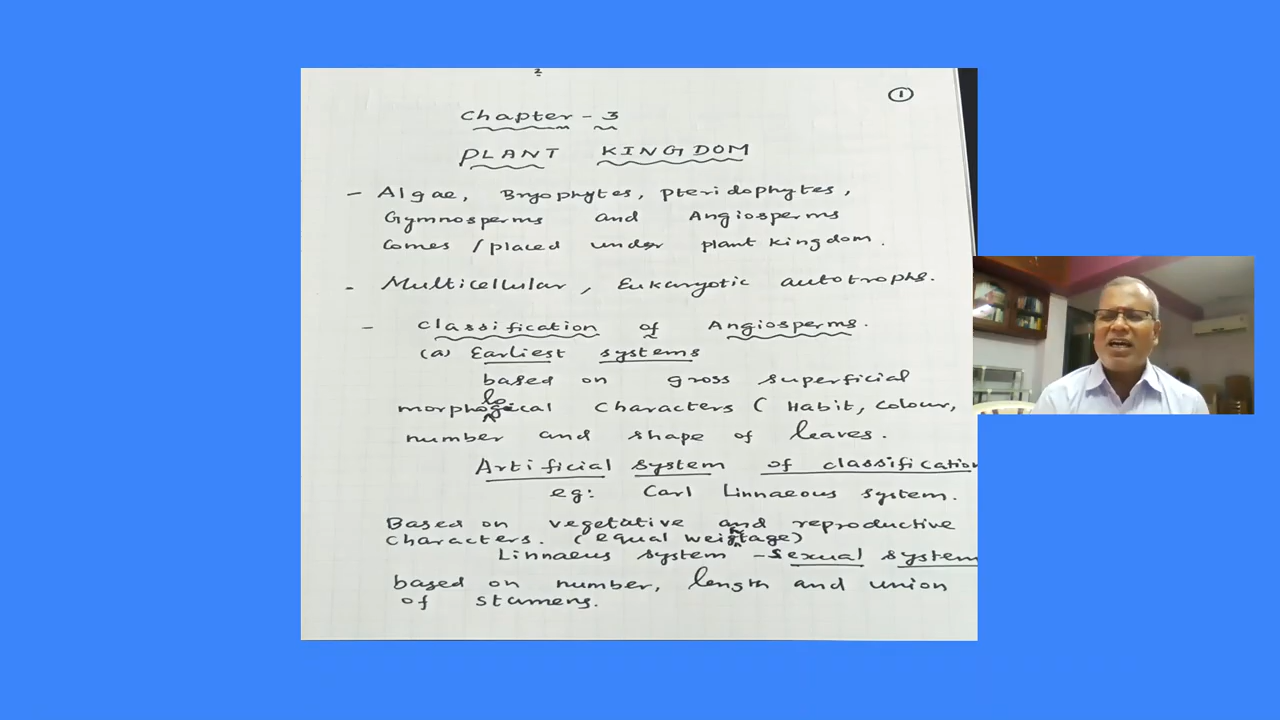 ①
Chapter - 3
PLANT KINGDOM
- Algae, Bryophytes, Pteridophytes,
Gymnosperms and Angiosperms
Comes / placed under plant kingdom.
- Multicellular, Eukaryotic autotrophs.
- Classification of Angiosperms.
(a) Earliest systems
based on gross superficial
morphological characters ( Habit, colour,
number and shape of leaves.
Artificial system of classification
eg: Carl Linnaeous system.
Based on vegetative and reproductive
characters. (equal weightage)
Linnaeus system - Sexual system
based on number, length and union
of stamens.